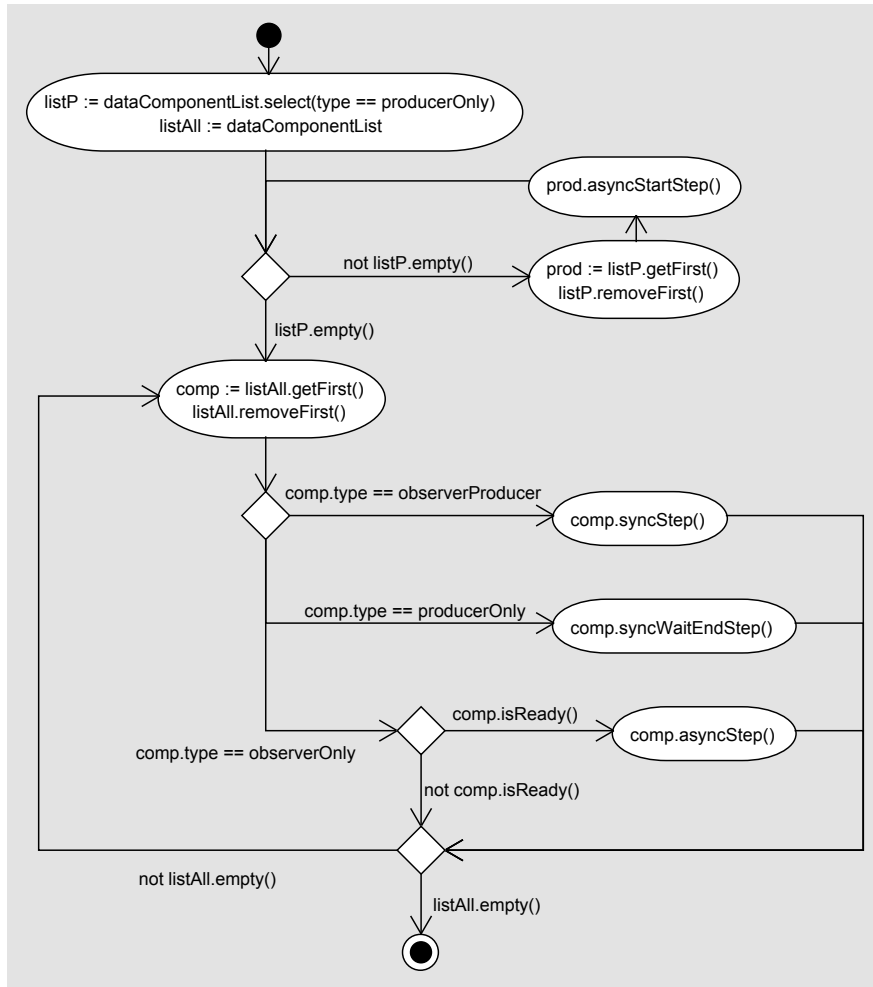 listP := dataComponentList.select(type == producerOnly)
listAll := dataComponentList
prod.asyncStartStep()
not listP.empty()
prod := listP.getFirst()
listP.removeFirst()
listP.empty()
comp := listAll.getFirst()
listAll.removeFirst()
comp.type == observerProducer
comp.syncStep()
comp.type == producerOnly
comp.syncWaitEndStep()
comp.isReady()
comp.asyncStep()
comp.type == observerOnly
not comp.isReady()
not listAll.empty()
listAll.empty()